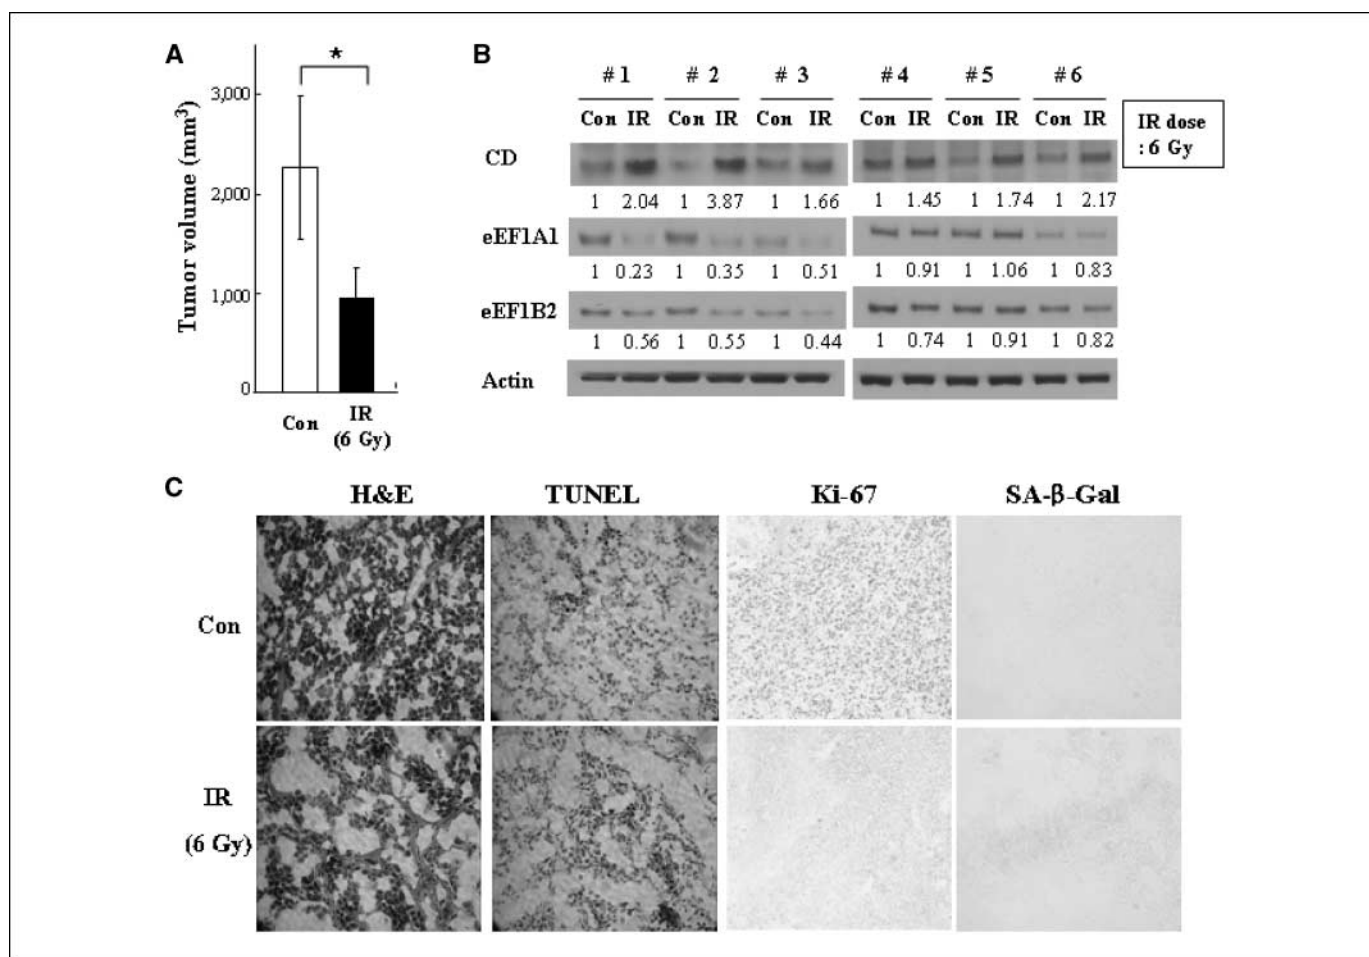 A
*
3,000
2,000
1,000
0
Tumor volume (mm³)
Con
IR
(6 Gy)
B
#1 # 2 # 3 #4 #5 #6
Con IR Con IR Con IR Con IR Con IR Con IR
IR dose
: 6 Gy
CD
1 2.04 1 3.87 1 1.66 1 1.45 1 1.74 1 2.17
eEF1A1
1 0.23 1 0.35 1 0.51 1 0.91 1 1.06 1 0.83
eEF1B2
1 0.56 1 0.55 1 0.44 1 0.74 1 0.91 1 0.82
Actin
C
H&E TUNEL Ki-67 SA-β-Gal
Con
IR
(6 Gy)